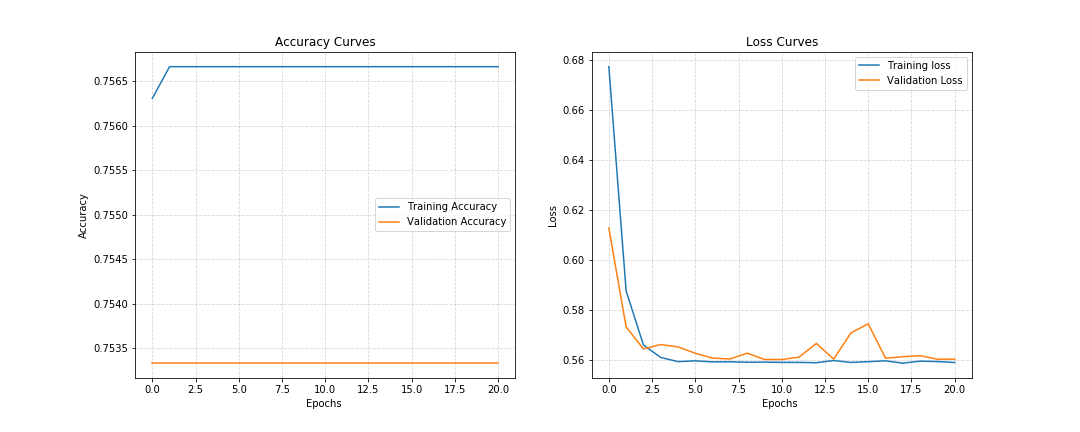 Accuracy Curves
Accuracy
0.7565
0.7560
0.7555
0.7550
0.7545
0.7540
0.7535
0.0 2.5 5.0 7.5 10.0 12.5 15.0 17.5 20.0
Epochs
Training Accuracy
Validation Accuracy
Loss Curves
Loss
0.68
0.66
0.64
0.62
0.60
0.58
0.56
0.0 2.5 5.0 7.5 10.0 12.5 15.0 17.5 20.0
Epochs
Training loss
Validation Loss